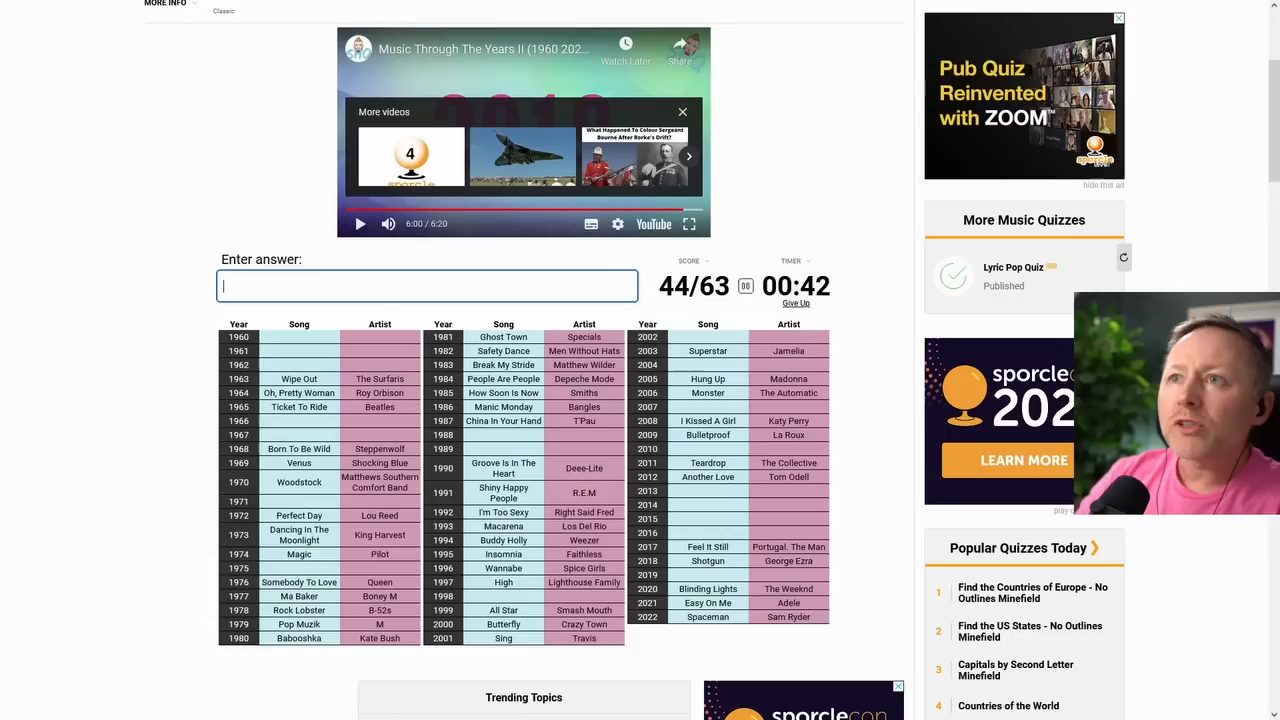 MORE INFO
Classic
Music Through The Years II (1960 202...
Watch Later
Share
More videos
4
sporcle
What Happened To Colour Sergeant
Bourne After Rorke's Drift?
6:00 / 6:20
YouTube
Enter answer:
SCORE
TIMER
44/63
00:42
Give Up
Year Song Artist
1960
1961
1962
1963 Wipe Out The Surfaris
1964 Oh, Pretty Woman Roy Orbison
1965 Ticket To Ride Beatles
1966
1967
1968 Born To Be Wild Steppenwolf
1969 Venus Shocking Blue
1970 Woodstock Matthews Southern
Comfort Band
1971
1972 Perfect Day Lou Reed
1973 Dancing In The
Moonlight King Harvest
1974 Magic Pilot
1975
1976 Somebody To Love Queen
1977 Ma Baker Boney M
1978 Rock Lobster B-52s
1979 Pop Muzik M
1980 Babooshka Kate Bush
Year Song Artist
1981 Ghost Town Specials
1982 Safety Dance Men Without Hats
1983 Break My Stride Matthew Wilder
1984 People Are People Depeche Mode
1985 How Soon Is Now Smiths
1986 Manic Monday Bangles
1987 China In Your Hand T'Pau
1988
1989
1990 Groove Is In The
Heart Deee-Lite
1991 Shiny Happy
People R.E.M
1992 I'm Too Sexy Right Said Fred
1993 Macarena Los Del Rio
1994 Buddy Holly Weezer
1995 Insomnia Faithless
1996 Wannabe Spice Girls
1997 High Lighthouse Family
1998
1999 All Star Smash Mouth
2000 Butterfly Crazy Town
2001 Sing Travis
Year Song Artist
2002
2003 Superstar Jamelia
2004
2005 Hung Up Madonna
2006 Monster The Automatic
2007
2008 I Kissed A Girl Katy Perry
2009 Bulletproof La Roux
2010
2011 Teardrop The Collective
2012 Another Love Tom Odell
2013
2014
2015
2016
2017 Feel It Still Portugal. The Man
2018 Shotgun George Ezra
2019
2020 Blinding Lights The Weeknd
2021 Easy On Me Adele
2022 Spaceman Sam Ryder
Trending Topics
sporclecon
Pub Quiz
Reinvented
with ZOOM
sporcle
hide this ad
More Music Quizzes
Lyric Pop Quiz
Published
sporcle
202
LEARN MORE
Popular Quizzes Today
1 Find the Countries of Europe - No
Outlines Minefield
2 Find the US States - No Outlines
Minefield
3 Capitals by Second Letter
Minefield
4 Countries of the World